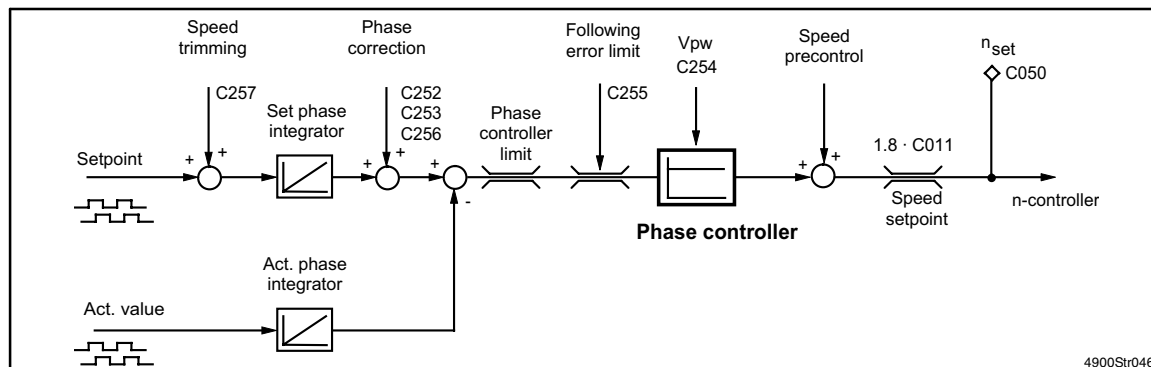 Speed
trimming
Phase
correction
Following
error limit
Vpw
C254
Speed
precontrol
nset
C050
C257
Set phase
integrator
C252
C253
C256
Phase
controller
limit
C255
1.8 · C011
Setpoint
+
+
+
+
+
-
+
+
Speed
setpoint
n-controller
Phase controller
Act. phase
integrator
Act. value
4900Str046